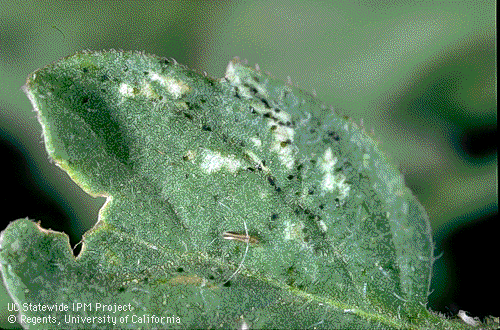 UC Statewide IPM Project
© Regents, University of California